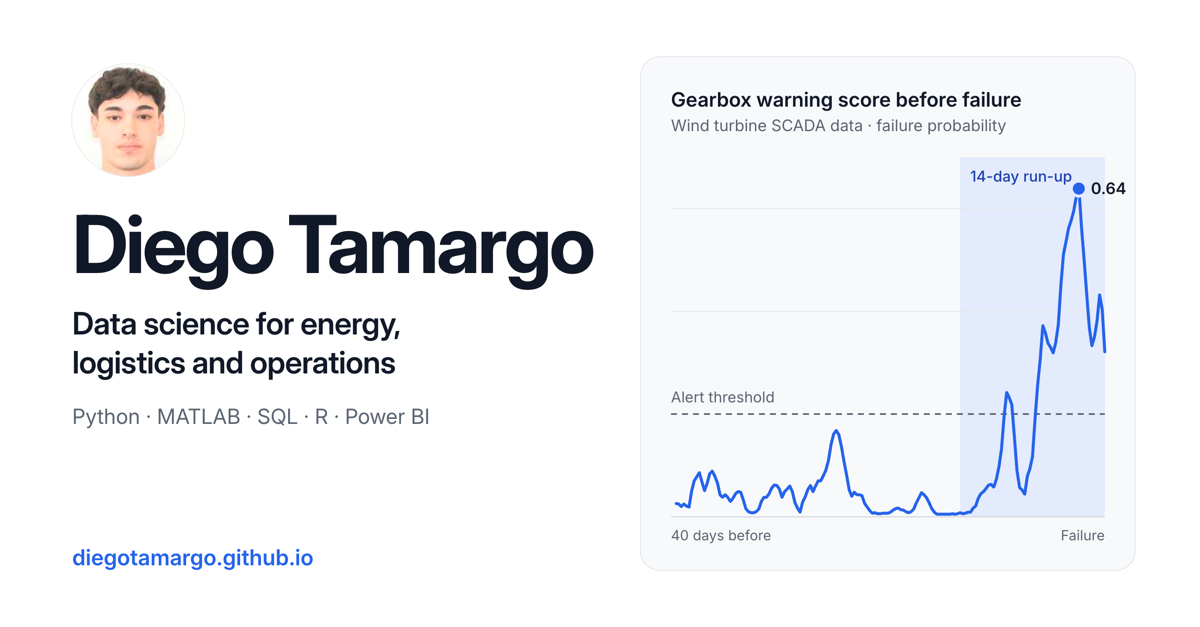 Diego Tamargo
Data science for energy,
logistics and operations
Python · MATLAB · SQL · R · Power BI
diegotamargo.github.io
Gearbox warning score before failure
Wind turbine SCADA data · failure probability
14-day run-up
0.64
Alert threshold
40 days before
Failure